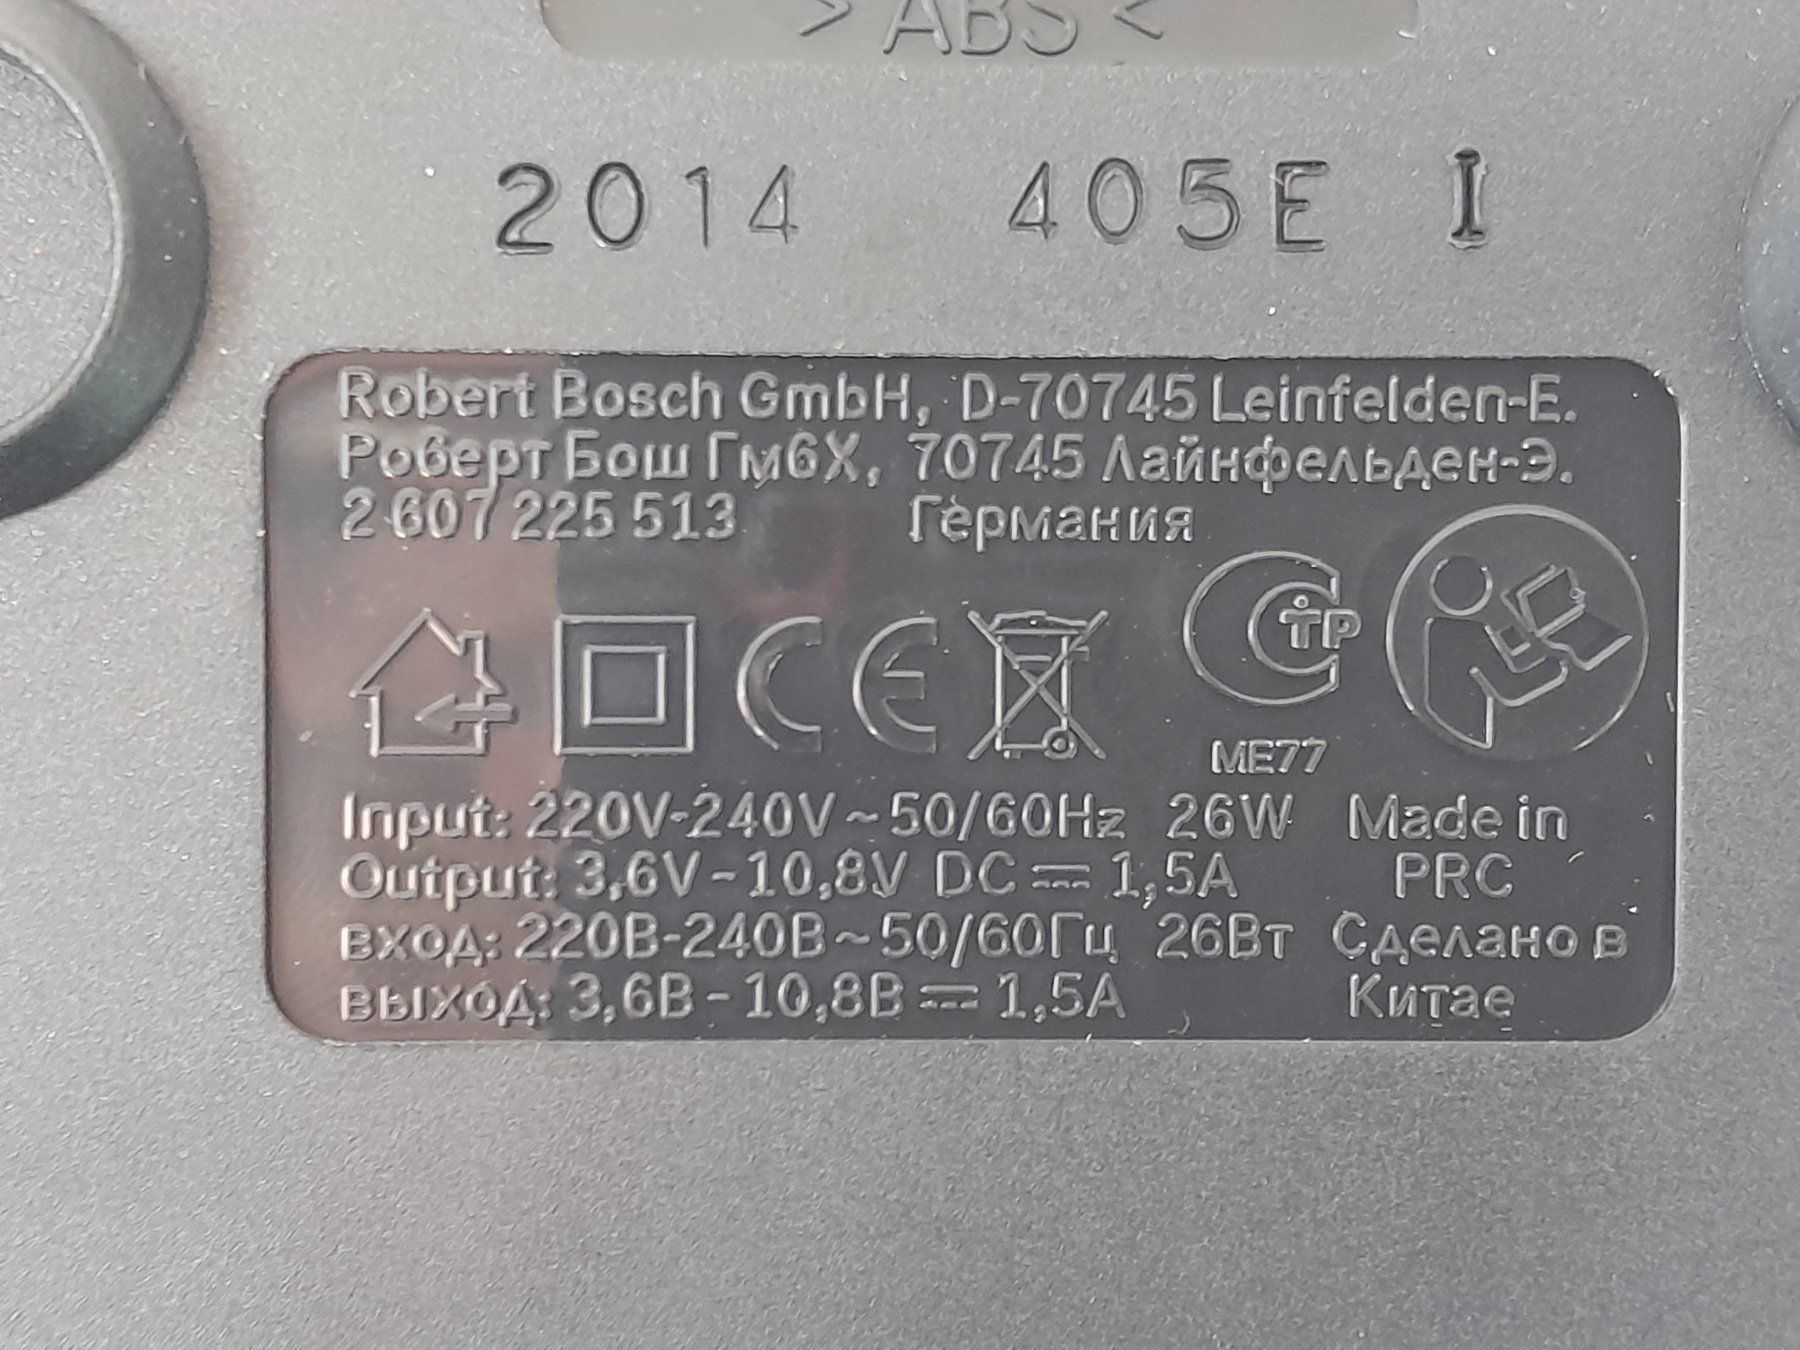 >ABS<
2014 405E I
Robert Bosch GmbH, D-70745 Leinfelden-E.
Роберт Бош ГмбХ, 70745 Лайнфельден-Э.
2 607 225 513 Германия
CE
ТР
ME77
Input: 220V-240V ~ 50/60Hz 26W Made in
Output: 3,6V - 10,8V DC ⎓ 1,5A PRC
вход: 220В-240В ~ 50/60Гц 26Вт Сделано в
выход: 3,6В - 10,8В ⎓ 1,5А Китае